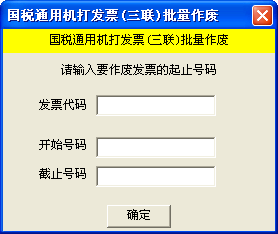 国税通用机打发票(三联)批量作废
国税通用机打发票(三联)批量作废
请输入要作废发票的起止号码
发票代码
开始号码
截止号码
确定